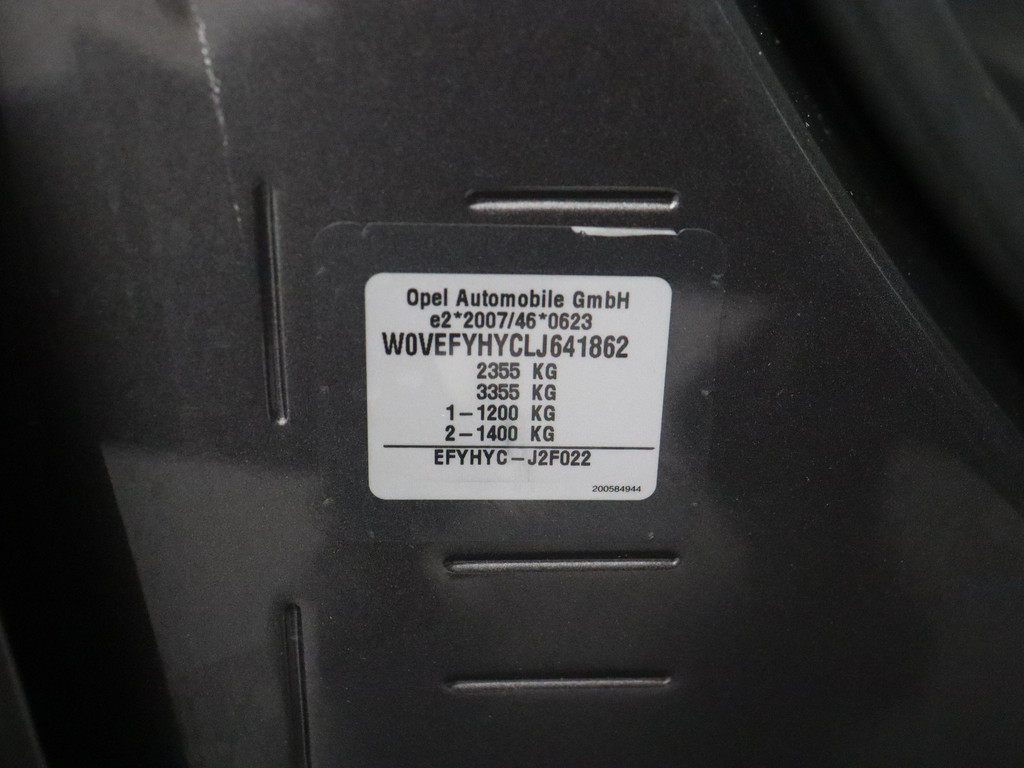 Opel Automobile GmbH
e2*2007/46*0623
W0VEFYHYCLJ641862
2355 KG
3355 KG
1-1200 KG
2-1400 KG
EFYHYC-J2F022
200584944